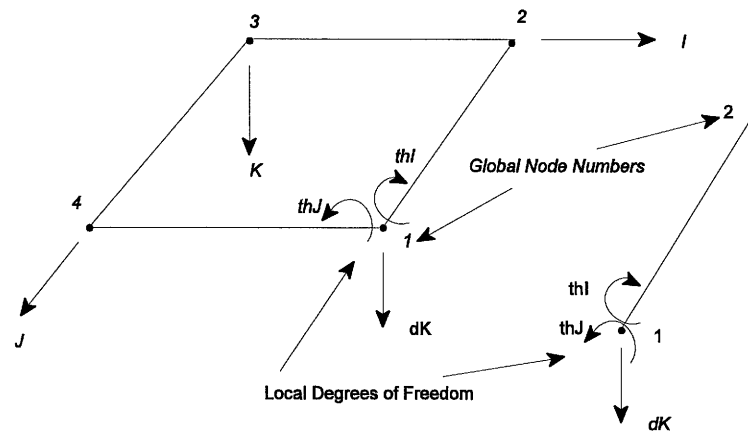 3
2
I
2
K
thI
Global Node Numbers
4
thJ
1
thI
dK
thJ
1
J
Local Degrees of Freedom
dK